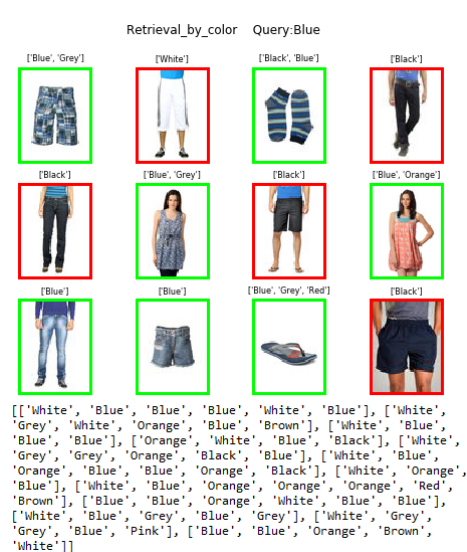 Retrieval_by_color    Query:Blue
['Blue', 'Grey'] ['White'] ['Black', 'Blue'] ['Black']
['Black'] ['Blue', 'Grey'] ['Black'] ['Blue', 'Orange']
['Blue'] ['Blue'] ['Blue', 'Grey', 'Red'] ['Black']
[['White', 'Blue', 'Blue', 'Blue', 'White', 'Blue'], ['White',
'Grey', 'White', 'Orange', 'Blue', 'Brown'], ['White', 'Blue',
'Blue', 'Blue'], ['Orange', 'White', 'Blue', 'Black'], ['White',
'Grey', 'Grey', 'Orange', 'Black', 'Blue'], ['White', 'Blue',
'Orange', 'Blue', 'Blue', 'Orange', 'Black'], ['White', 'Orange',
'Blue'], ['White', 'Blue', 'Orange', 'Orange', 'Orange', 'Red',
'Brown'], ['Blue', 'Blue', 'Orange', 'White', 'Blue', 'Blue'],
['White', 'Blue', 'Grey', 'Blue', 'Grey'], ['White', 'Grey',
'Grey', 'Blue', 'Pink'], ['Blue', 'Blue', 'Orange', 'Brown',
'White']]